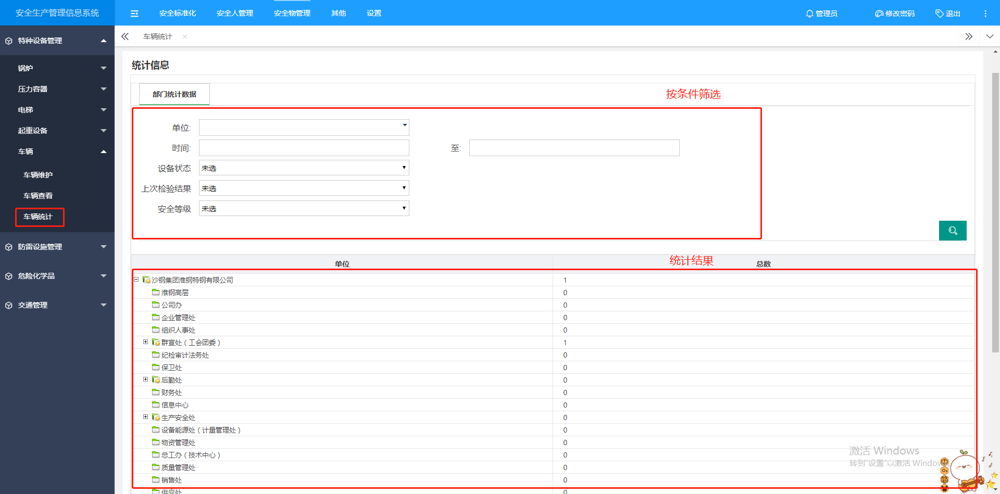 安全生产管理信息系统
安全标准化 安全人管理 安全物管理 其他 设置
管理员 修改密码 退出
特种设备管理
锅炉
压力容器
电梯
起重设备
车辆
车辆维护
车辆查看
车辆统计
防雷设施管理
危险化学品
交通管理
车辆统计
统计信息
部门统计数据
按条件筛选
单位:
时间: 至:
设备状态 未选
上次检验结果 未选
安全等级 未选
统计结果
单位 总数
沙钢集团淮钢特钢有限公司 1
淮钢高层 0
公司办 0
企业管理处 0
组织人事处 0
群宣处（工会团委） 1
纪检审计法务处 0
保卫处 0
后勤处 0
财务处 0
信息中心 0
生产安全处 0
设备能源处（计量管理处） 0
物资管理处 0
总工办（技术中心） 0
质量管理处 0
销售处 0
供应处 0
激活 Windows
转到"设置"以激活 Windows。
中
简